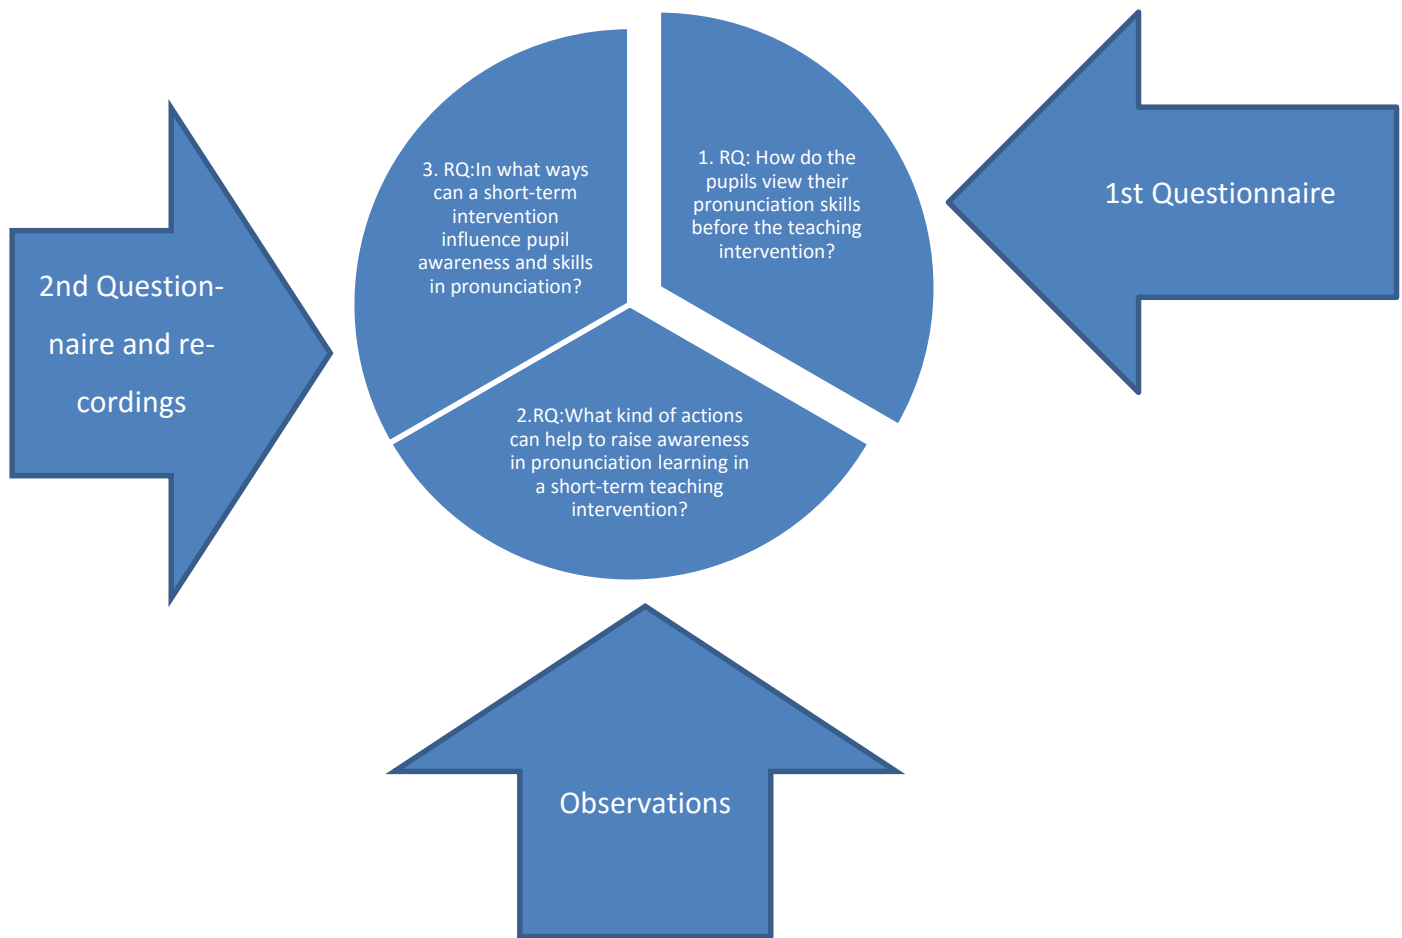 3. RQ:In what ways
can a short-term
intervention
influence pupil
awareness and skills
in pronunciation?
1. RQ: How do the
pupils view their
pronunciation skills
before the teaching
intervention?
1st Questionnaire
2nd Question-
naire and re-
cordings
2.RQ:What kind of actions
can help to raise awareness
in pronunciation learning in
a short-term teaching
intervention?
Observations